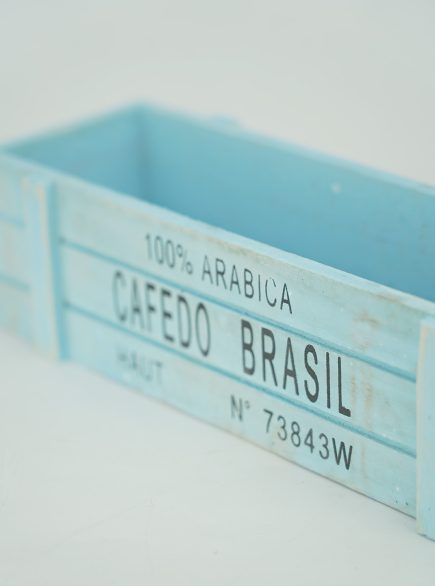 100% ARABICA
CAFEDO BRASIL
HAUT N° 73843W